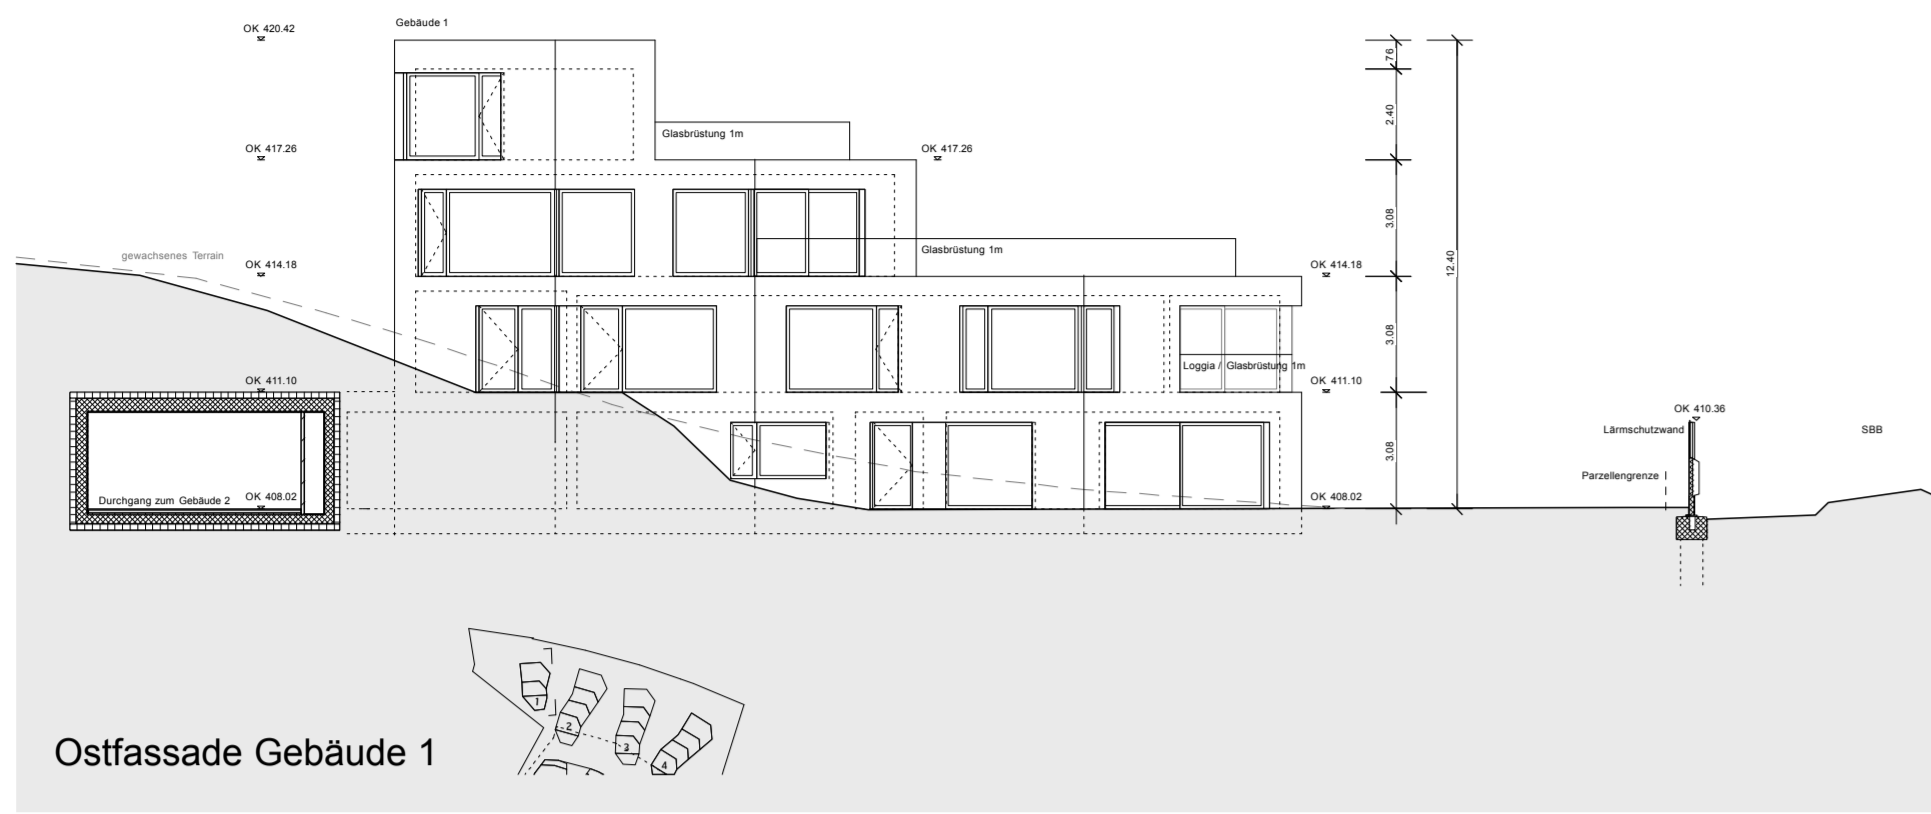 Gebäude 1
OK 420.42
76
2.40
Glasbrüstung 1m
OK 417.26
OK 417.26
3.08
Glasbrüstung 1m
gewachsenes Terrain
OK 414.18
OK 414.18
12.40
3.08
Loggia / Glasbrüstung 1m
OK 411.10
OK 411.10
OK 410.36
Lärmschutzwand
SBB
3.08
Parzellengrenze
Durchgang zum Gebäude 2
OK 408.02
OK 408.02
1
2
3
4
Ostfassade Gebäude 1